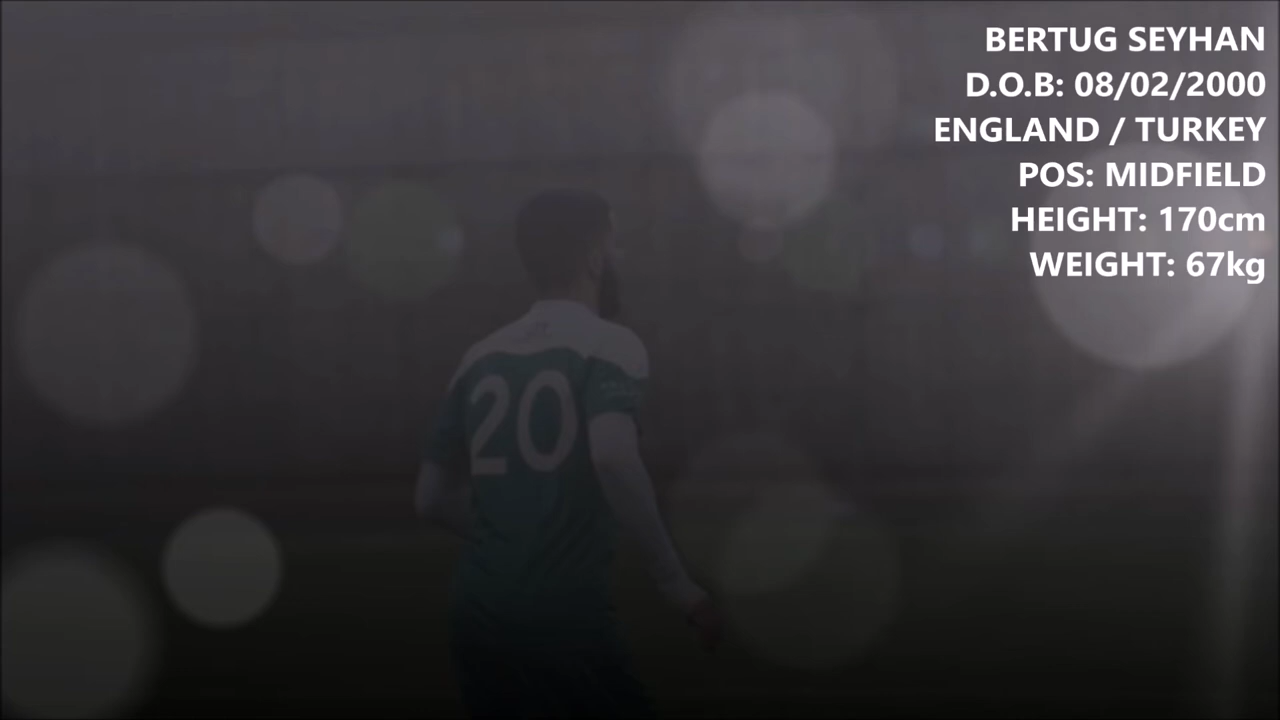 BERTUG SEYHAN
D.O.B: 08/02/2000
ENGLAND / TURKEY
POS: MIDFIELD
HEIGHT: 170cm
WEIGHT: 67kg
20